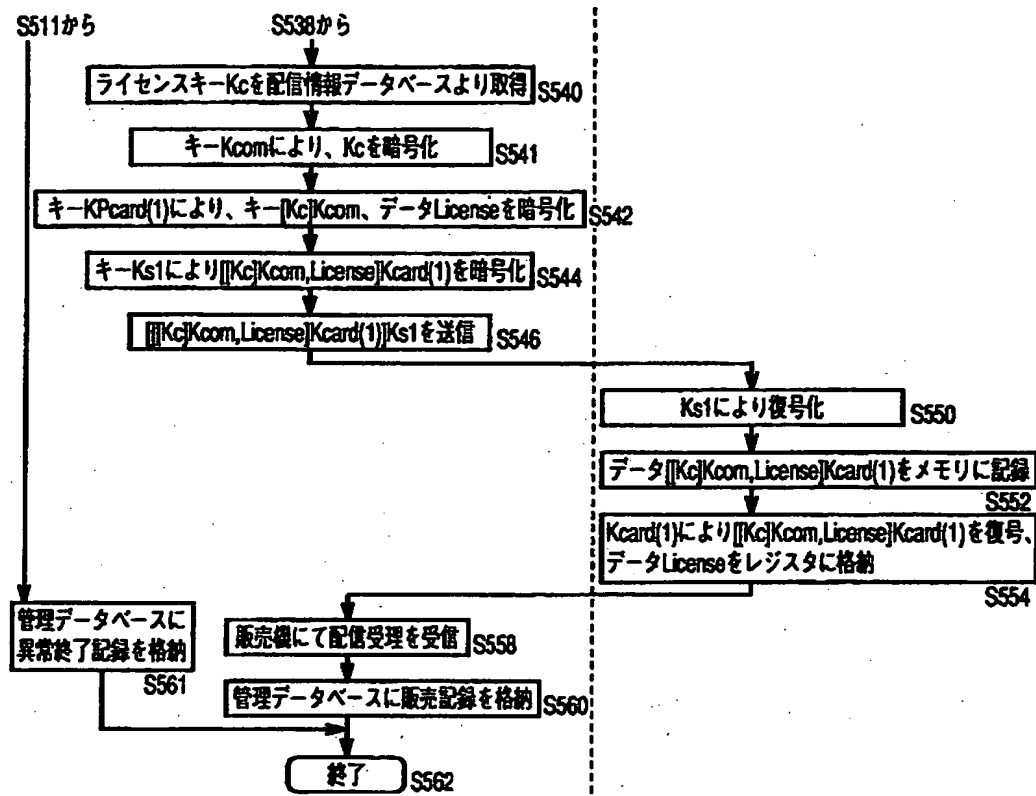 S511から
S538から
ライセンスキーKcを配信情報データベースより取得
S540
キーKcomにより、Kcを暗号化
S541
キーKPcard(1)により、キー[Kc]Kcom、データLicenseを暗号化
S542
キーKs1により[[Kc]Kcom,License]Kcard(1)を暗号化
S544
[[[Kc]Kcom,License]Kcard(1)]Ks1を送信
S546
Ks1により復号化
S550
データ[[Kc]Kcom,License]Kcard(1)をメモリに記録
S552
Kcard(1)により[[Kc]Kcom,License]Kcard(1)を復号、
データLicenseをレジスタに格納
S554
管理データベースに
異常終了記録を格納
S561
販売機にて配信受理を受信
S558
管理データベースに販売記録を格納
S560
終了
S562